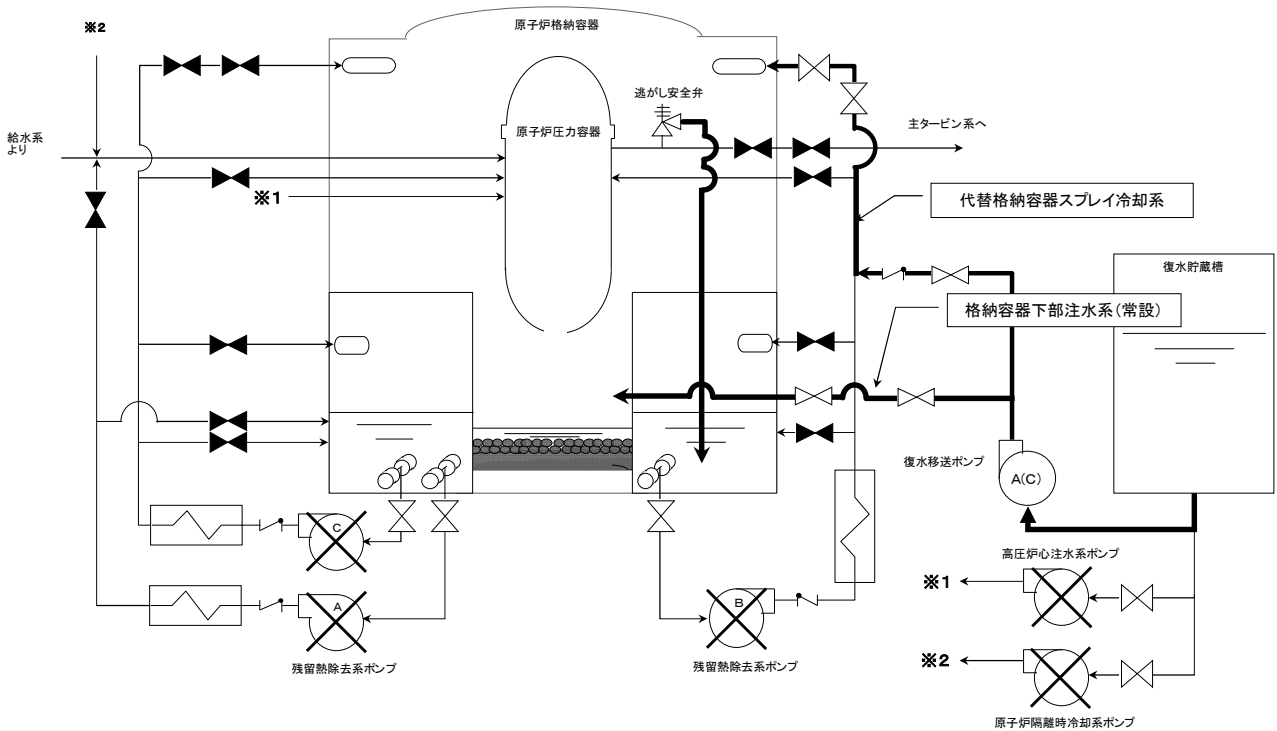 ※2
原子炉格納容器
逃がし安全弁
原子炉圧力容器
給水系
より
主タービン系へ
※1
代替格納容器スプレイ冷却系
復水貯蔵槽
格納容器下部注水系(常設)
復水移送ポンプ
A(C)
C
高圧炉心注水系ポンプ
※1
A
B
残留熱除去系ポンプ
残留熱除去系ポンプ
※2
原子炉隔離時冷却系ポンプ